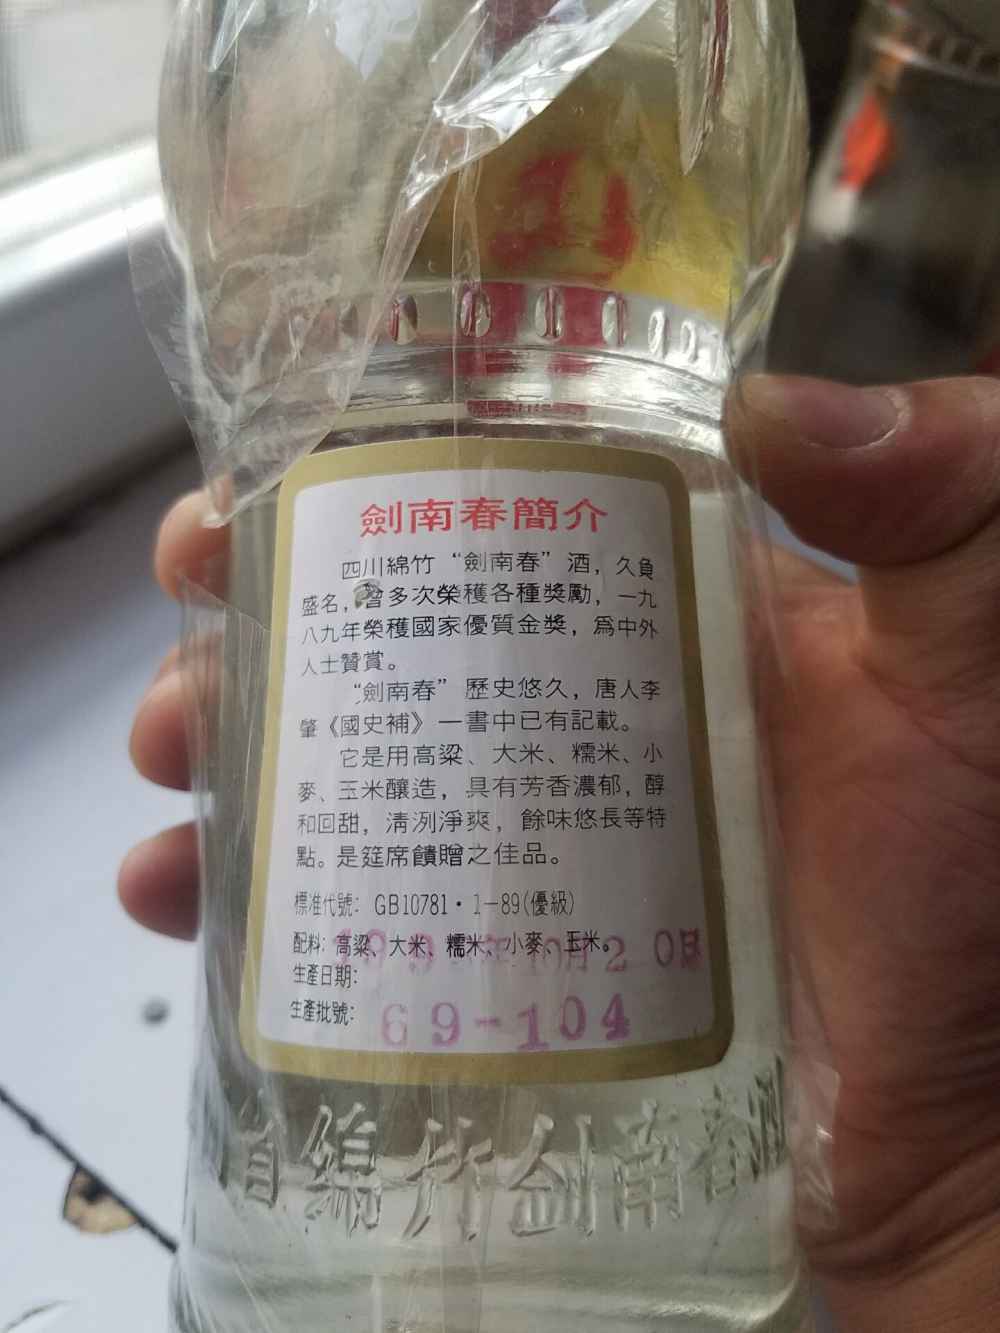 劍南春簡介
四川綿竹“劍南春”酒，久負
盛名，曾多次榮獲各種獎勵，一九
八九年榮獲國家優質金獎，爲中外
人士贊賞。
“劍南春”歷史悠久，唐人李
肇《國史補》一書中已有記載。
它是用高粱、大米、糯米、小
麥、玉米釀造，具有芳香濃郁，醇
和回甜，清洌淨爽，餘味悠長等特
點。是筵席饋贈之佳品。
標准代號：GB10781·1—89(優級)
配料：高粱、大米、糯米、小麥、玉米。
生產日期：
生產批號：69-104
綿竹劍南春